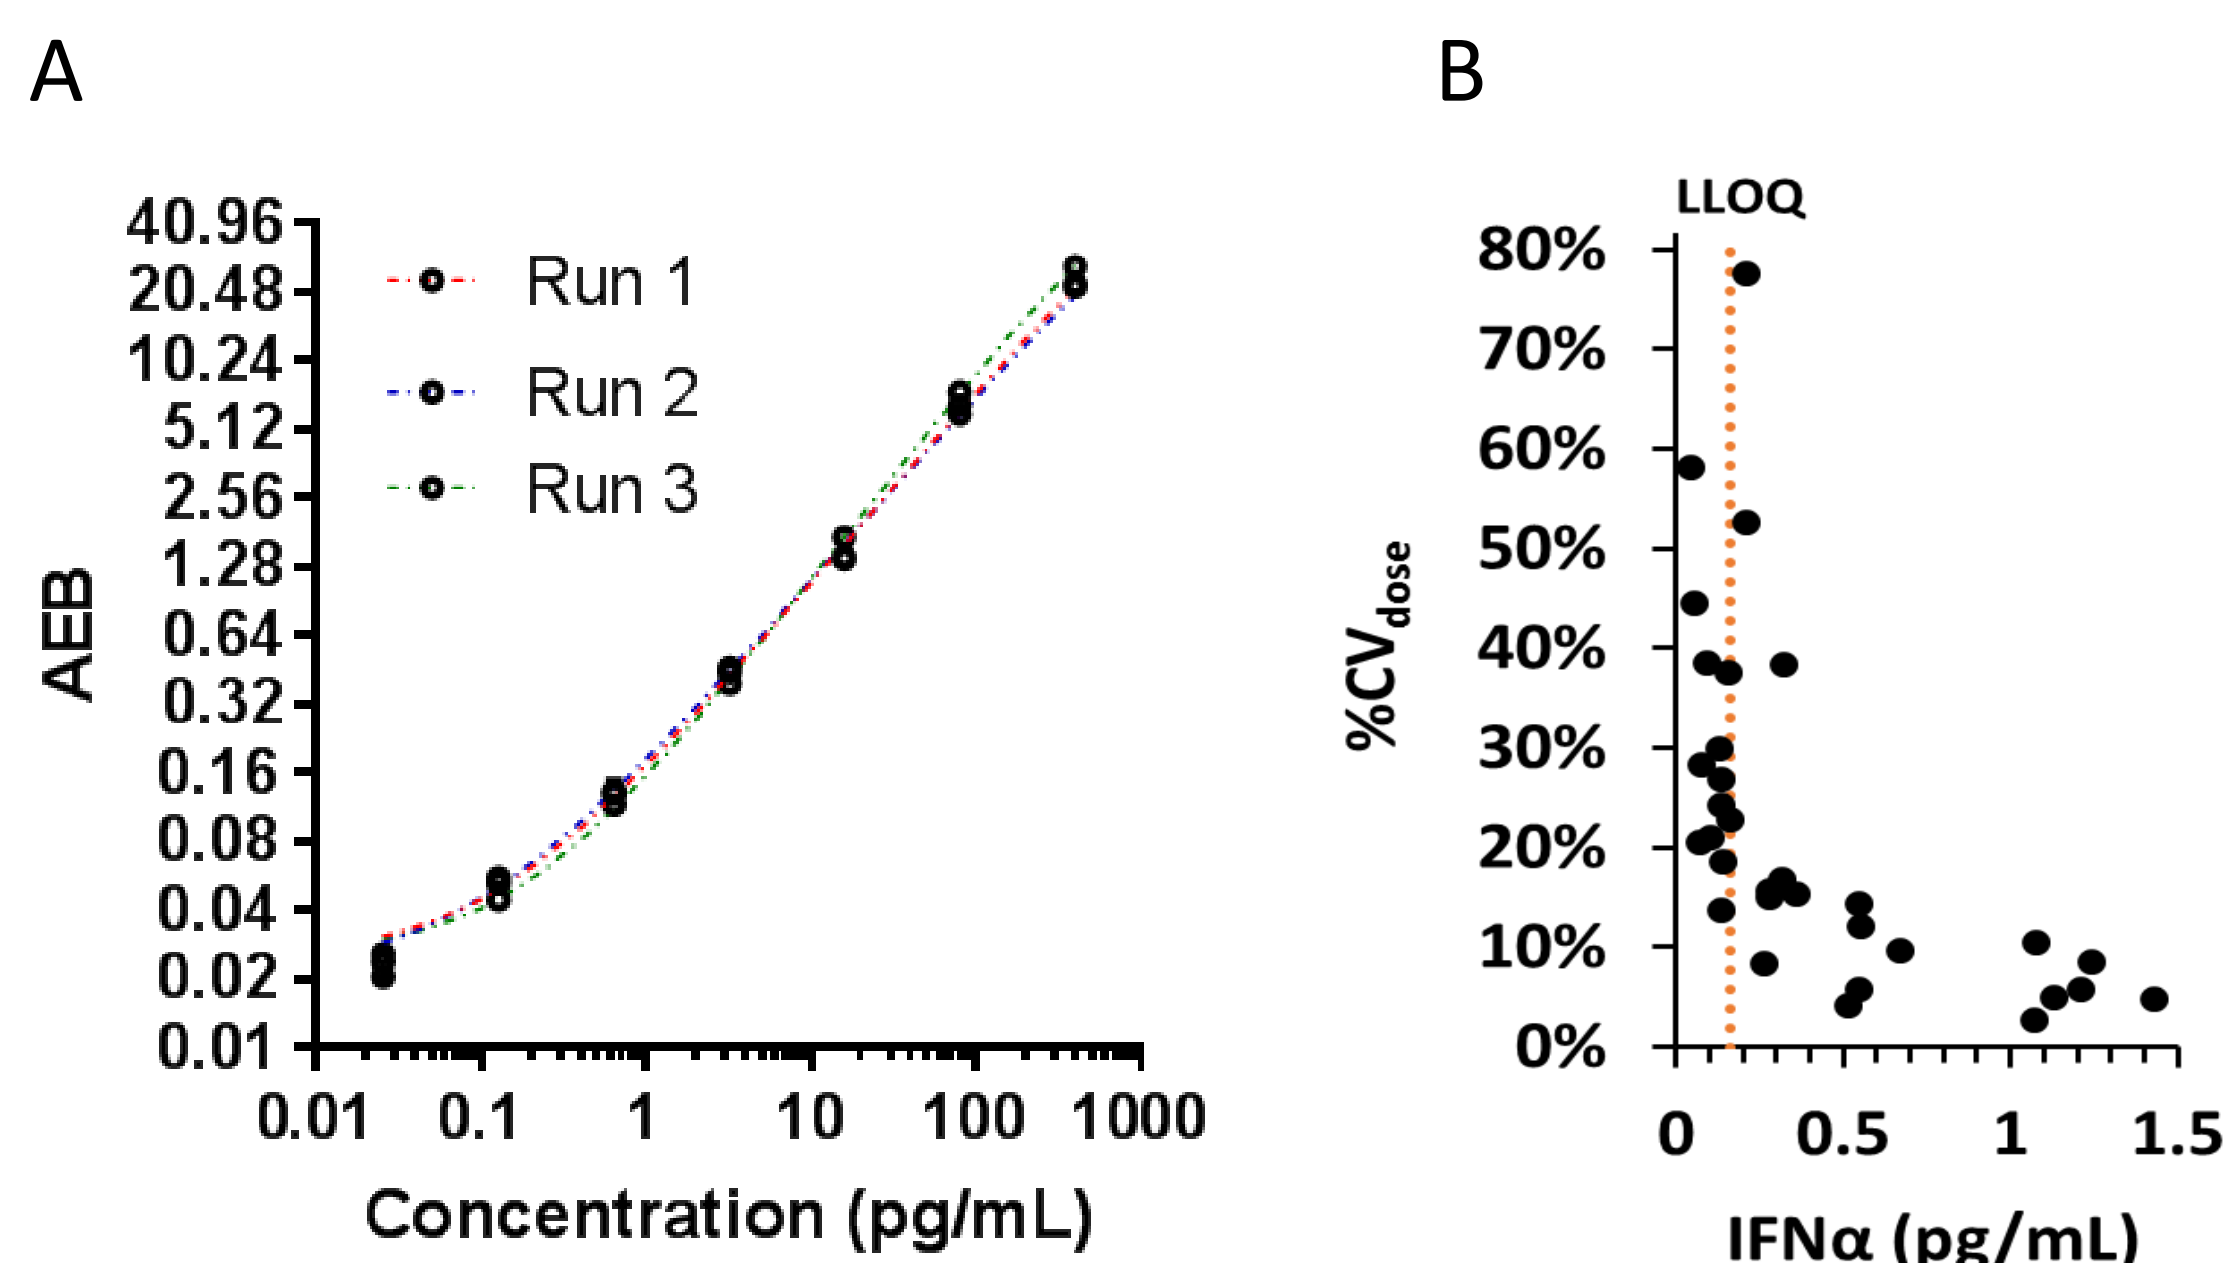 A
B
40.96
20.48
10.24
5.12
2.56
1.28
0.64
0.32
0.16
0.08
0.04
0.02
0.01
AEB
Run 1
Run 2
Run 3
0.01 0.1 1 10 100 1000
Concentration (pg/mL)
LLOQ
80%
70%
60%
50%
40%
30%
20%
10%
0%
%CVdose
0 0.5 1 1.5
IFNα (pg/mL)